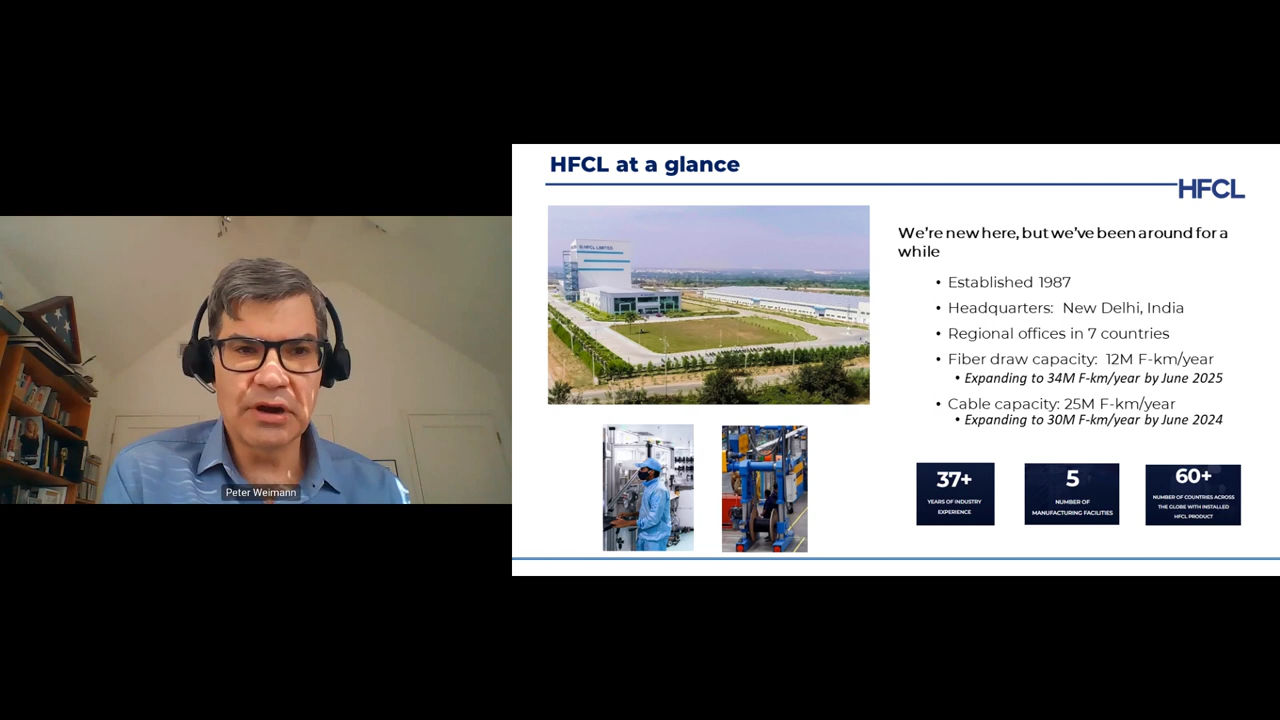 HFCL at a glance
HFCL
HFCL LIMITED
We're new here, but we've been around for a
while
• Established 1987
• Headquarters: New Delhi, India
• Regional offices in 7 countries
• Fiber draw capacity: 12M F-km/year
• Expanding to 34M F-km/year by June 2025
• Cable capacity: 25M F-km/year
• Expanding to 30M F-km/year by June 2024
37+
YEARS OF INDUSTRY
EXPERIENCE
5
NUMBER OF
MANUFACTURING FACILITIES
60+
NUMBER OF COUNTRIES ACROSS
THE GLOBE WITH INSTALLED
HFCL PRODUCT
Peter Weimann